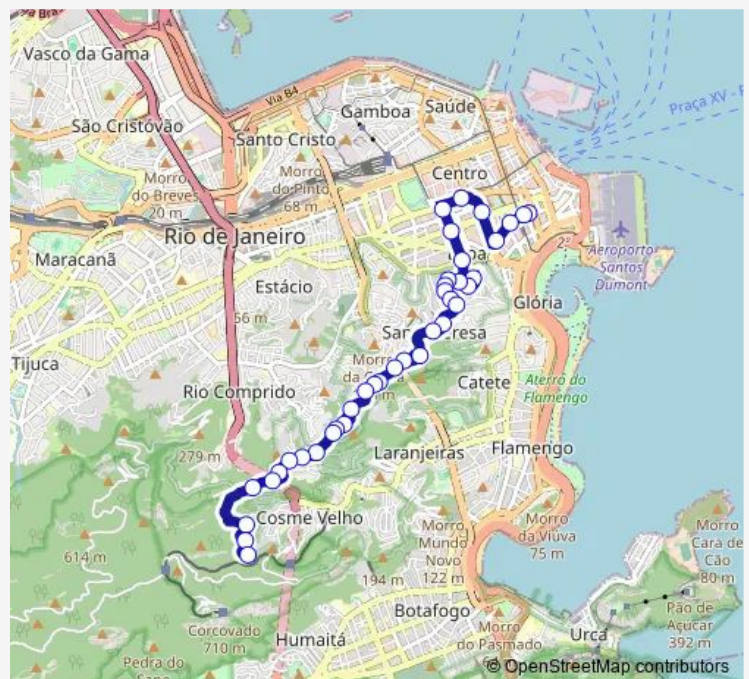 Vasco da Gama
Via B4
Praça XV - 
Gamboa
Saúde
São Cristóvão
Santo Cristo
Centro
Morro
do Breves
20 m
Morro
do Pinto
68 m
Rio de Janeiro
Maracanã
Aeroporto
Santos
Dumont
Estácio
Glória
56 m
Tijuca
Rio Comprido
Catete
Aterro do
Flamengo
279 m
Laranjeiras
Flamengo
Cosme Velho
Morro
Mundo
Novo
122 m
Morro
da Viúva
75 m
Morro
Cara de
Cão
80 m
614 m
194 m
Botafogo
Corcovado
710 m
Humaitá
Morro
do Pasmado
Urca
Pão de
Açúcar
392 m
Pedra do
© OpenStreetMap contributors